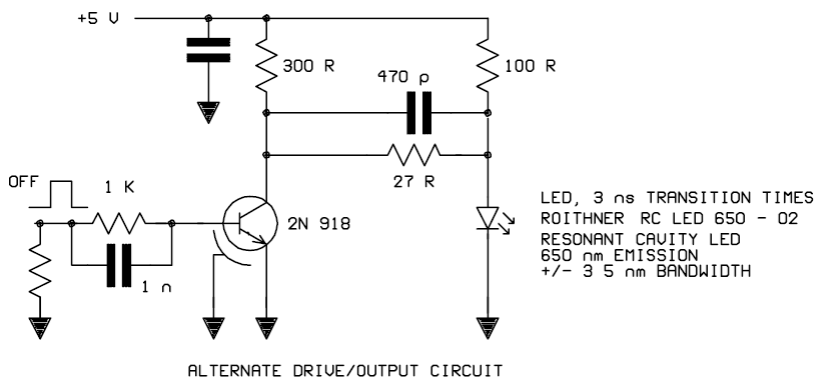 +5 V
300 R
470 p
100 R
27 R
OFF
1 K
2N 918
1 n
LED, 3 ns TRANSITION TIMES
ROITHNER RC LED 650 - 02
RESONANT CAVITY LED
650 nm EMISSION
+/- 3 5 nm BANDWIDTH
ALTERNATE DRIVE/OUTPUT CIRCUIT